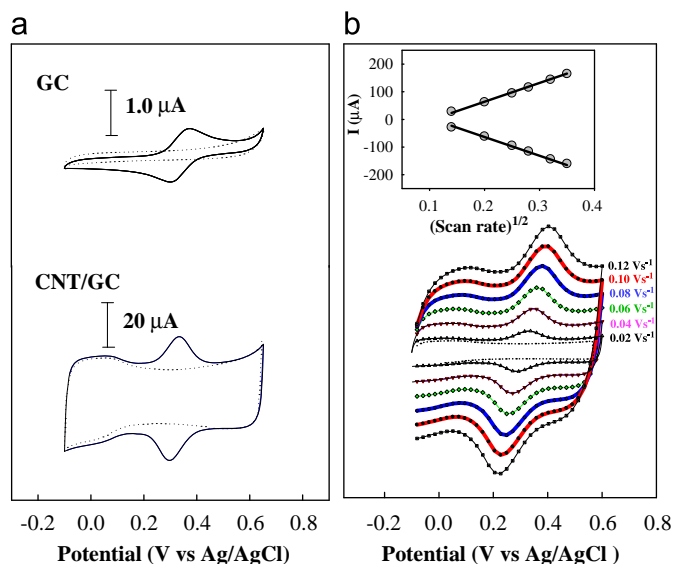 a
GC
1.0 μA
CNT/GC
20 μA
-0.2 0.0 0.2 0.4 0.6 0.8
Potential (V vs Ag/AgCl)
b
200
100
0
-100
-200
I (μA)
0.1 0.2 0.3 0.4
(Scan rate)1/2
0.12 Vs-1
0.10 Vs-1
0.08 Vs-1
0.06 Vs-1
0.04 Vs-1
0.02 Vs-1
-0.2 0.0 0.2 0.4 0.6 0.8
Potential (V vs Ag/AgCl )